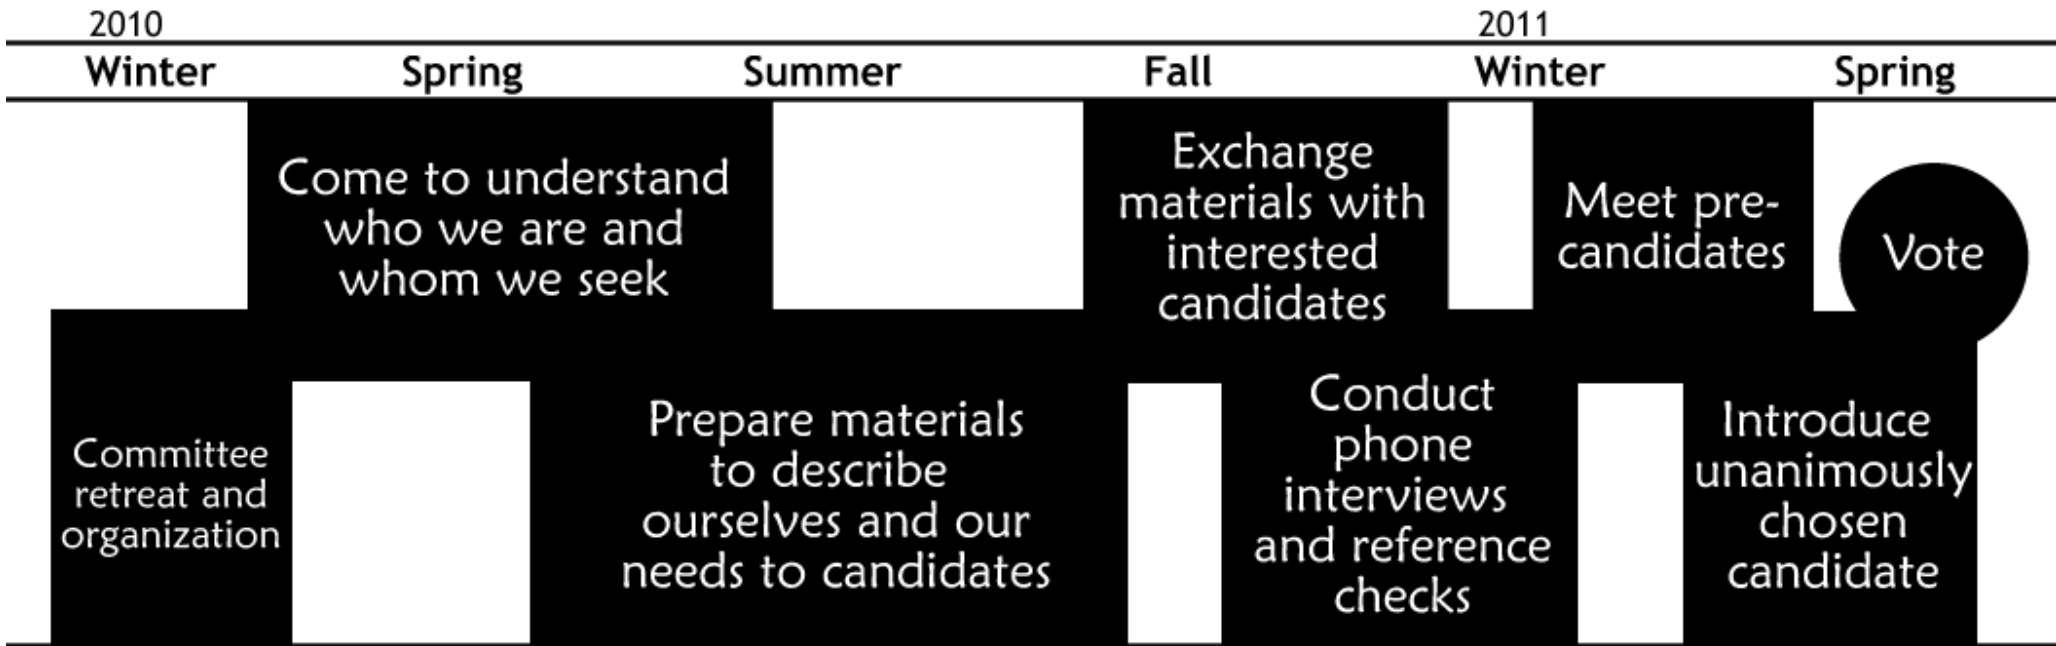 2010
2011
Winter
Spring
Summer
Fall
Winter
Spring
Committee
retreat and
organization
Come to understand
who we are and
whom we seek
Prepare materials
to describe
ourselves and our
needs to candidates
Exchange
materials with
interested
candidates
Conduct
phone
interviews
and reference
checks
Meet pre-
candidates
Introduce
unanimously
chosen
candidate
Vote